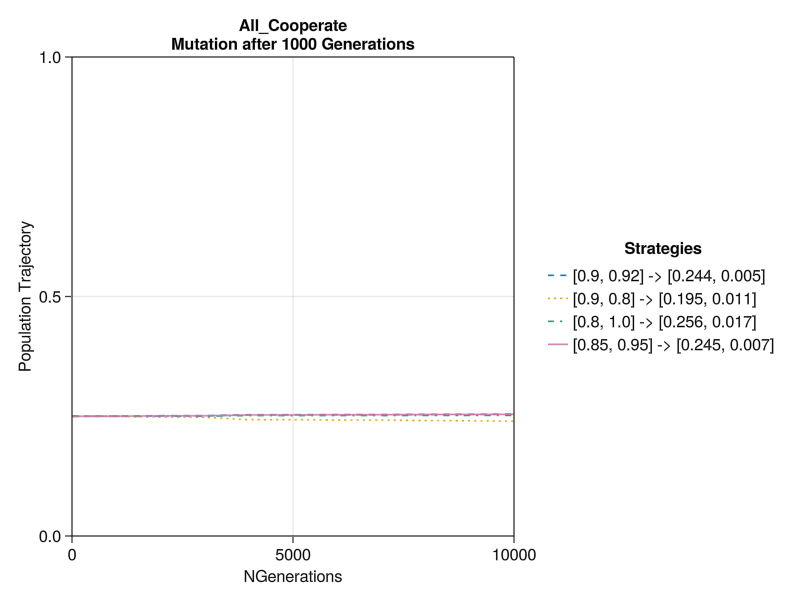 All_Cooperate
Mutation after 1000 Generations
1.0
0.5
0.0
Population Trajectory
0
5000
10000
NGenerations
Strategies
[0.9, 0.92] -> [0.244, 0.005]
[0.9, 0.8] -> [0.195, 0.011]
[0.8, 1.0] -> [0.256, 0.017]
[0.85, 0.95] -> [0.245, 0.007]